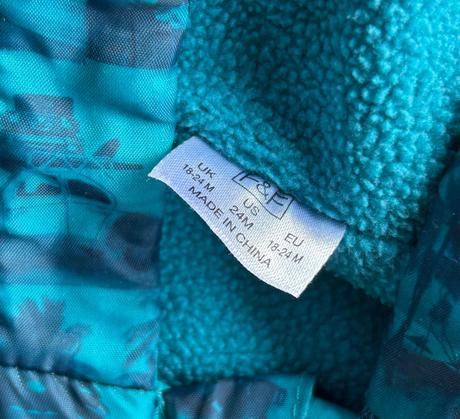 F&F
UK US EU
18-24 M 24M 18-24 M
MADE IN CHINA